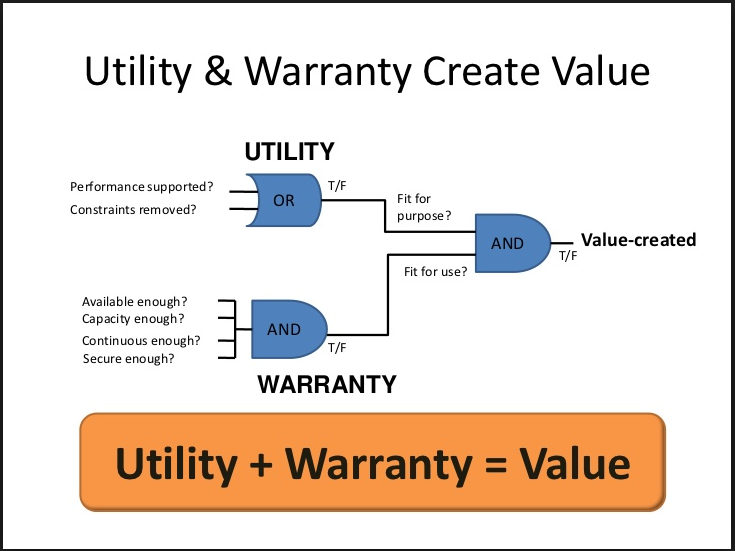 Utility & Warranty Create Value
UTILITY
Performance supported?
Constraints removed?
OR
T/F
Fit for
purpose?
AND
Value-created
T/F
Fit for use?
Available enough?
Capacity enough?
Continuous enough?
Secure enough?
AND
T/F
WARRANTY
Utility + Warranty = Value